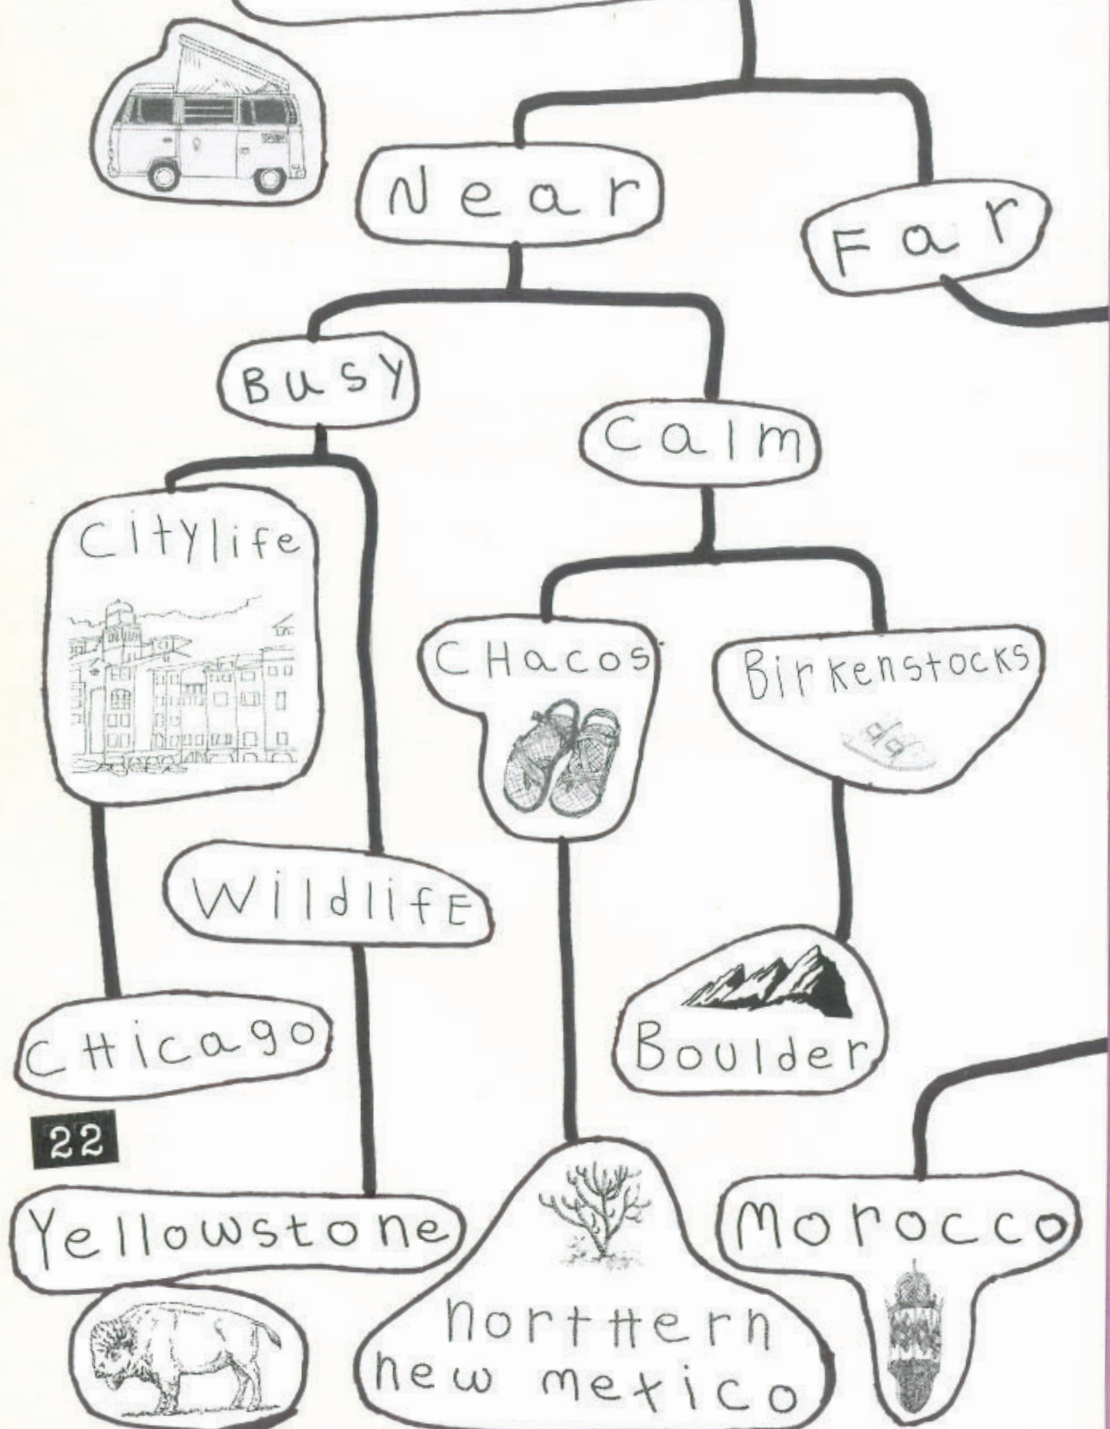 Near
Far
Busy
Calm
Citylife
CHacos
Birkenstocks
WildlifE
CHicago
Boulder
22
Yellowstone
Morocco
nortHern
new mexico